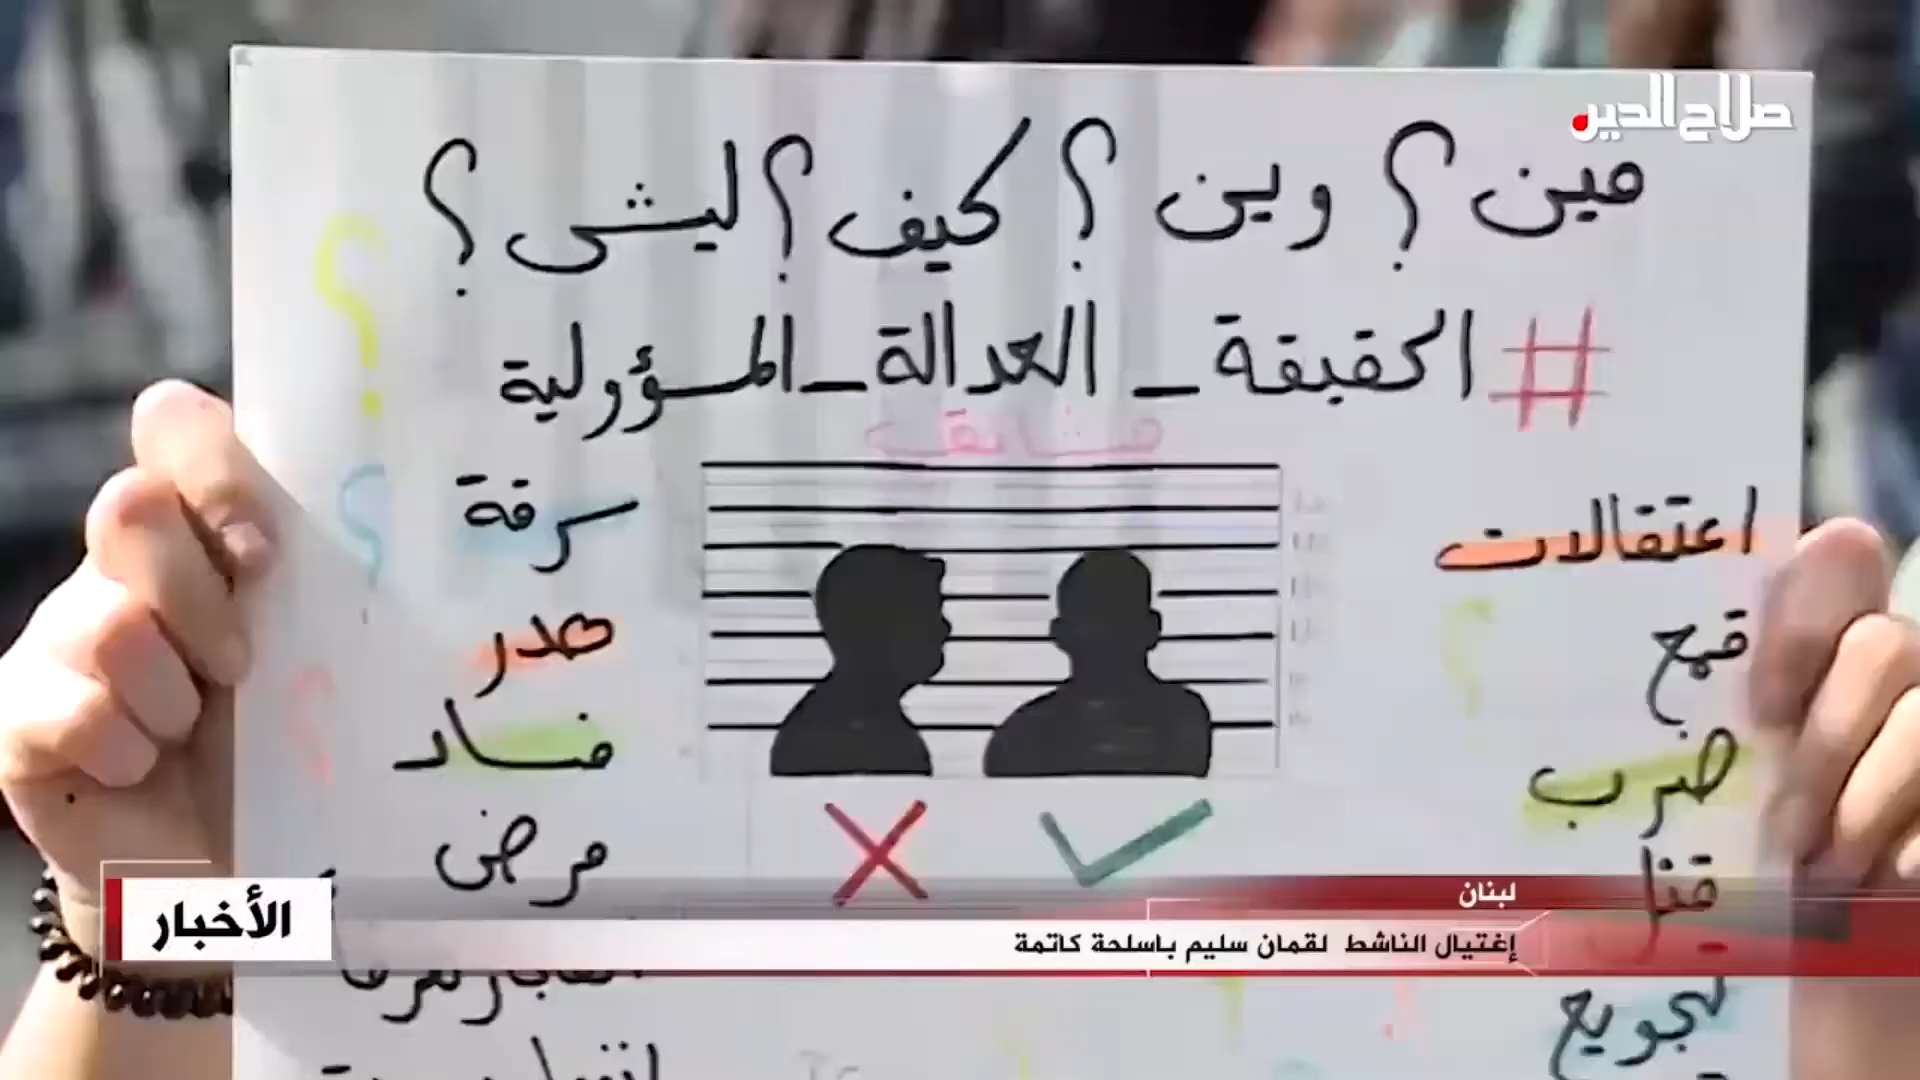 صلاح الدين
مين ؟ وين ؟ كيف ؟ ليش ؟
#الحقيقة_العدالة_المسؤولية
مشانق
اعتقالات
قمع
ضرب
قتل
تجويع
سرقة
هدر
فساد
مرض
الأخبار
لبنان
إغتيال الناشط لقمان سليم باسلحة كاتمة